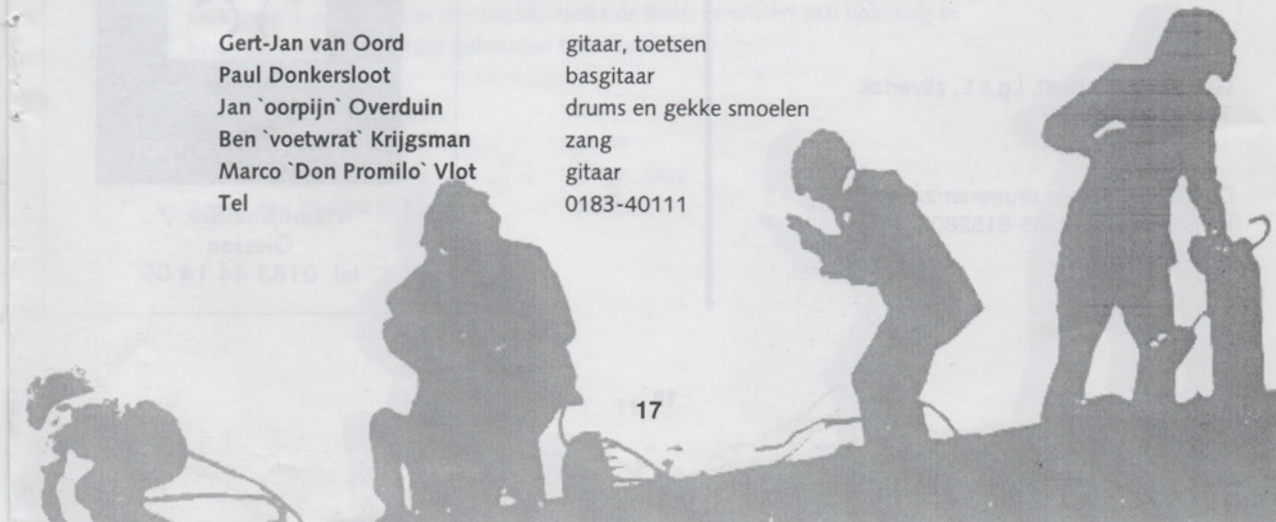 Gert-Jan van Oord gitaar, toetsen
Paul Donkersloot basgitaar
Jan `oorpijn` Overduin drums en gekke smoelen
Ben `voetwrat` Krijgsman zang
Marco `Don Promilo` Vlot gitaar
Tel 0183-40111
17